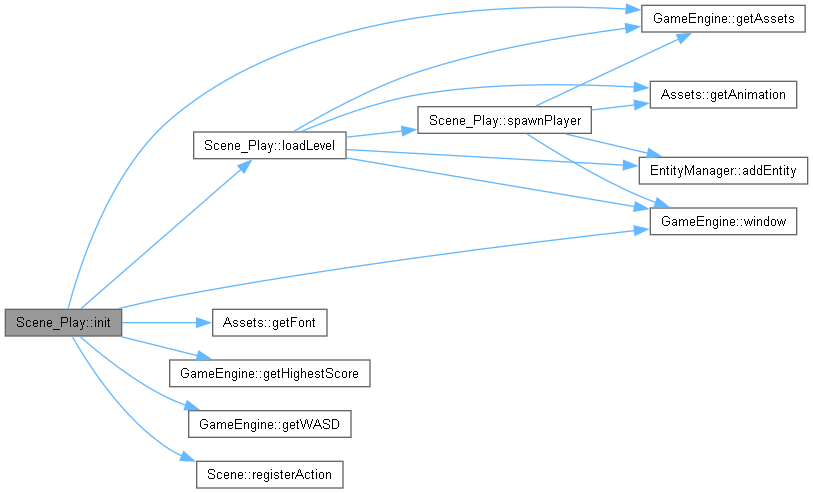 GameEngine::getAssets
Assets::getAnimation
Scene_Play::spawnPlayer
Scene_Play::loadLevel
EntityManager::addEntity
GameEngine::window
Scene_Play::init
Assets::getFont
GameEngine::getHighestScore
GameEngine::getWASD
Scene::registerAction